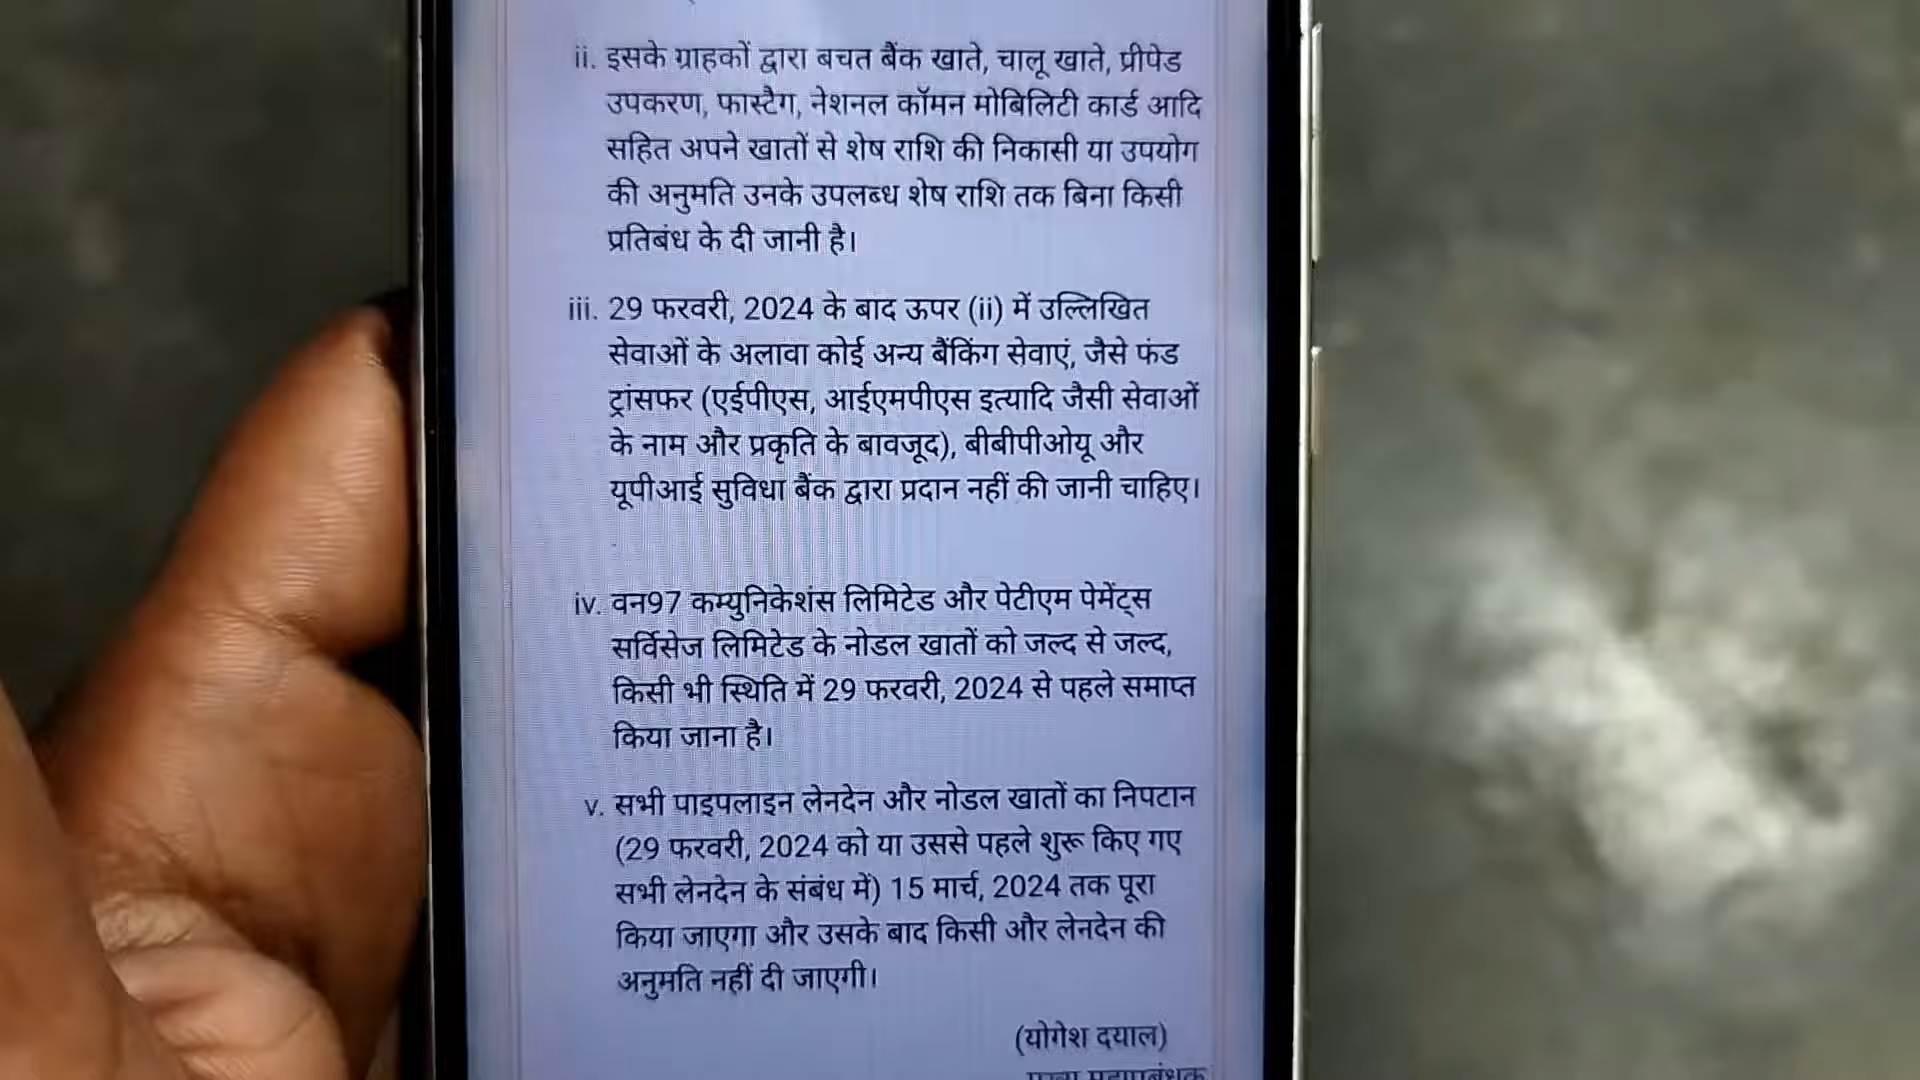 ii. इसके ग्राहकों द्वारा बचत बैंक खाते, चालू खाते, प्रीपेड
उपकरण, फास्टैग, नेशनल कॉमन मोबिलिटी कार्ड आदि
सहित अपने खातों से शेष राशि की निकासी या उपयोग
की अनुमति उनके उपलब्ध शेष राशि तक बिना किसी
प्रतिबंध के दी जानी है।
iii. 29 फरवरी, 2024 के बाद ऊपर (ii) में उल्लिखित
सेवाओं के अलावा कोई अन्य बैंकिंग सेवाएं, जैसे फंड
ट्रांसफर (एईपीएस, आईएमपीएस इत्यादि जैसी सेवाओं
के नाम और प्रकृति के बावजूद), बीबीपीओयू और
यूपीआई सुविधा बैंक द्वारा प्रदान नहीं की जानी चाहिए।
iv. वन97 कम्युनिकेशंस लिमिटेड और पेटीएम पेमेंट्स
सर्विसेज लिमिटेड के नोडल खातों को जल्द से जल्द,
किसी भी स्थिति में 29 फरवरी, 2024 से पहले समाप्त
किया जाना है।
v. सभी पाइपलाइन लेनदेन और नोडल खातों का निपटान
(29 फरवरी, 2024 को या उससे पहले शुरू किए गए
सभी लेनदेन के संबंध में) 15 मार्च, 2024 तक पूरा
किया जाएगा और उसके बाद किसी और लेनदेन की
अनुमति नहीं दी जाएगी।
(योगेश दयाल)